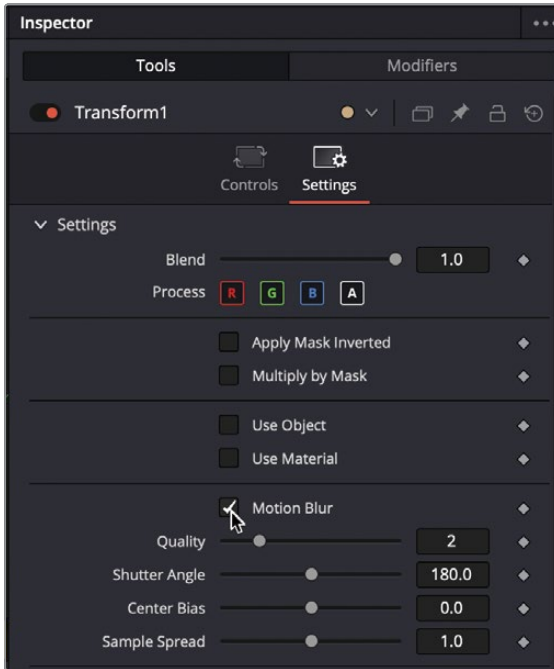 Inspector
Tools Modifiers
Transform1
Controls Settings
Settings
Blend 1.0
Process R G B A
Apply Mask Inverted
Multiply by Mask
Use Object
Use Material
Motion Blur
Quality 2
Shutter Angle 180.0
Center Bias 0.0
Sample Spread 1.0